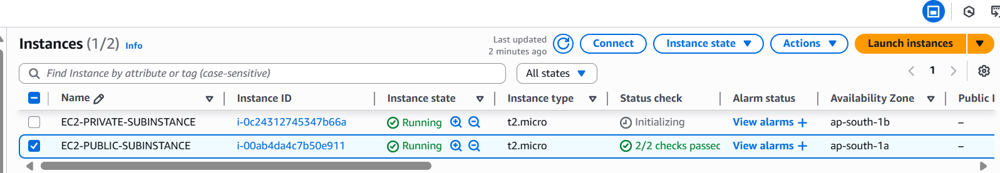 Instances (1/2) Info
Last updated
2 minutes ago
Connect
Instance state
Actions
Launch instances
Find Instance by attribute or tag (case-sensitive)
All states
1
Name Instance ID Instance state Instance type Status check Alarm status Availability Zone Public I
EC2-PRIVATE-SUBINSTANCE i-0c24312745347b66a Running t2.micro Initializing View alarms + ap-south-1b –
EC2-PUBLIC-SUBINSTANCE i-00ab4da4c7b50e911 Running t2.micro 2/2 checks passed View alarms + ap-south-1a –